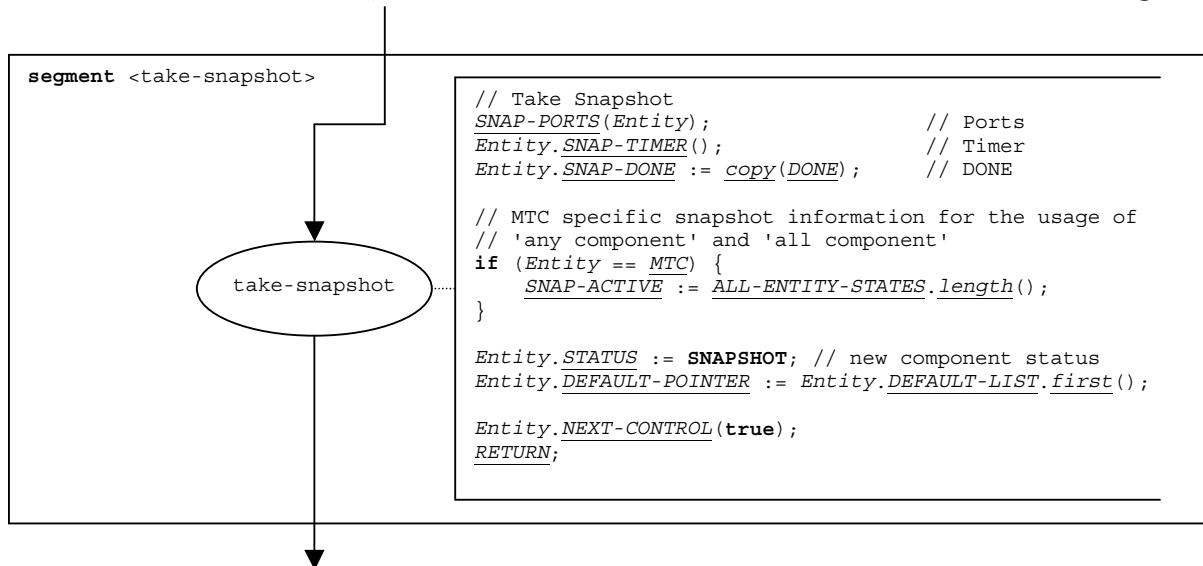 segment <take-snapshot>
// Take Snapshot
SNAP-PORTS(Entity); // Ports
Entity.SNAP-TIMER(); // Timer
Entity.SNAP-DONE := copy(DONE); // DONE
// MTC specific snapshot information for the usage of
// 'any component' and 'all component'
if (Entity == MTC) {
SNAP-ACTIVE := ALL-ENTITY-STATES.length();
}
Entity.STATUS := SNAPSHOT; // new component status
Entity.DEFAULT-POINTER := Entity.DEFAULT-LIST.first();
Entity.NEXT-CONTROL(true);
RETURN;
take-snapshot